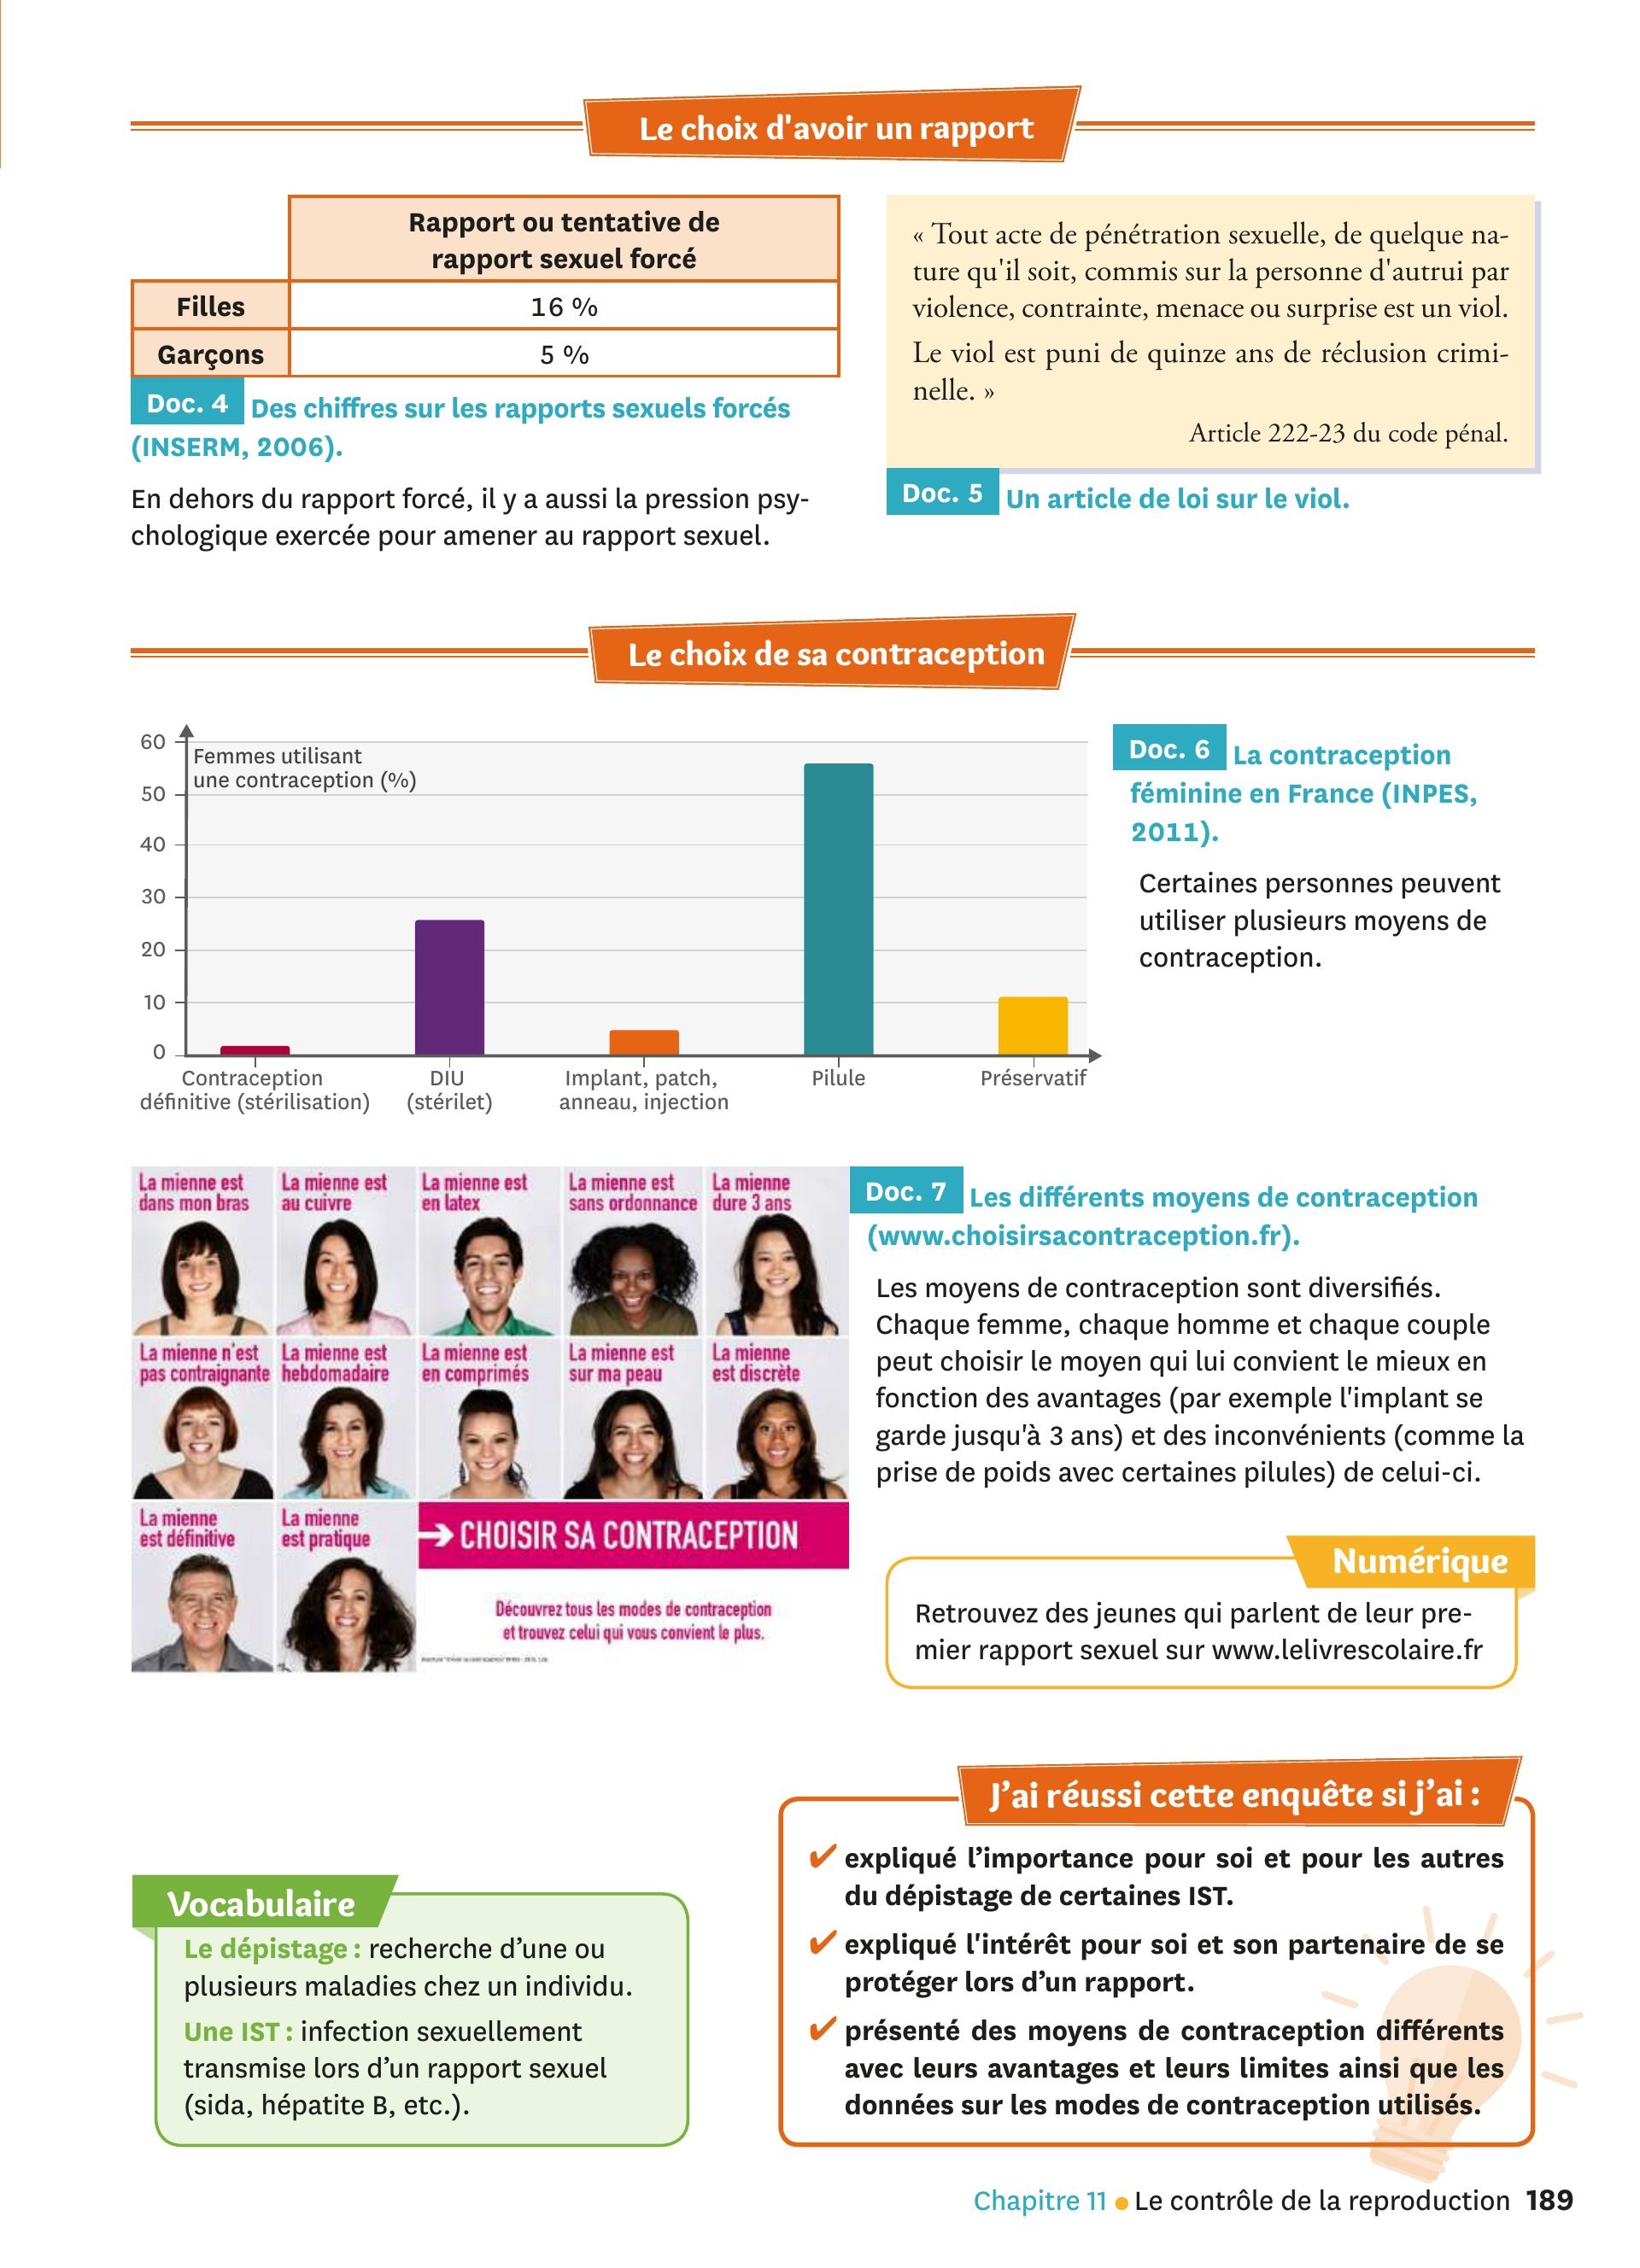 Le choix d'avoir un rapport
Rapport ou tentative de
rapport sexuel forcé
Filles 16 %
Garçons 5 %
Doc. 4 Des chiffres sur les rapports sexuels forcés
(INSERM, 2006).
En dehors du rapport forcé, il y a aussi la pression psy-
chologique exercée pour amener au rapport sexuel.
« Tout acte de pénétration sexuelle, de quelque na-
ture qu'il soit, commis sur la personne d'autrui par
violence, contrainte, menace ou surprise est un viol.
Le viol est puni de quinze ans de réclusion crimi-
nelle. »
Article 222-23 du code pénal.
Doc. 5 Un article de loi sur le viol.
Le choix de sa contraception
Femmes utilisant
une contraception (%)
60
50
40
30
20
10
0
Contraception
définitive (stérilisation)
DIU
(stérilet)
Implant, patch,
anneau, injection
Pilule
Préservatif
Doc. 6 La contraception
féminine en France (INPES,
2011).
Certaines personnes peuvent
utiliser plusieurs moyens de
contraception.
La mienne est
dans mon bras
La mienne est
au cuivre
La mienne est
en latex
La mienne est
sans ordonnance
La mienne
dure 3 ans
La mienne n'est
pas contraignante
La mienne est
hebdomadaire
La mienne est
en comprimés
La mienne est
sur ma peau
La mienne
est discrète
La mienne
est définitive
La mienne
est pratique
→ CHOISIR SA CONTRACEPTION
Découvrez tous les modes de contraception
et trouvez celui qui vous convient le plus.
Doc. 7 Les différents moyens de contraception
(www.choisirsacontraception.fr).
Les moyens de contraception sont diversifiés.
Chaque femme, chaque homme et chaque couple
peut choisir le moyen qui lui convient le mieux en
fonction des avantages (par exemple l'implant se
garde jusqu'à 3 ans) et des inconvénients (comme la
prise de poids avec certaines pilules) de celui-ci.
Numérique
Retrouvez des jeunes qui parlent de leur pre-
mier rapport sexuel sur www.lelivrescolaire.fr
Vocabulaire
Le dépistage : recherche d’une ou
plusieurs maladies chez un individu.
Une IST : infection sexuellement
transmise lors d’un rapport sexuel
(sida, hépatite B, etc.).
J’ai réussi cette enquête si j’ai :
✔ expliqué l’importance pour soi et pour les autres
du dépistage de certaines IST.
✔ expliqué l'intérêt pour soi et son partenaire de se
protéger lors d’un rapport.
✔ présenté des moyens de contraception différents
avec leurs avantages et leurs limites ainsi que les
données sur les modes de contraception utilisés.
Chapitre 11 ● Le contrôle de la reproduction 189